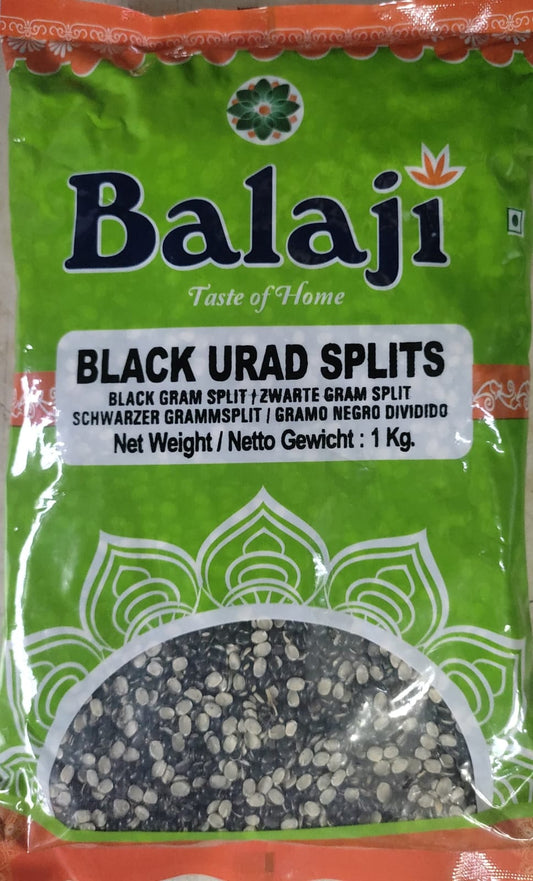 Balaji
Taste of Home
BLACK URAD SPLITS
BLACK GRAM SPLIT / ZWARTE GRAM SPLIT
SCHWARZER GRAMMSPLIT / GRAMO NEGRO DIVIDIDO
Net Weight / Netto Gewicht : 1 Kg.